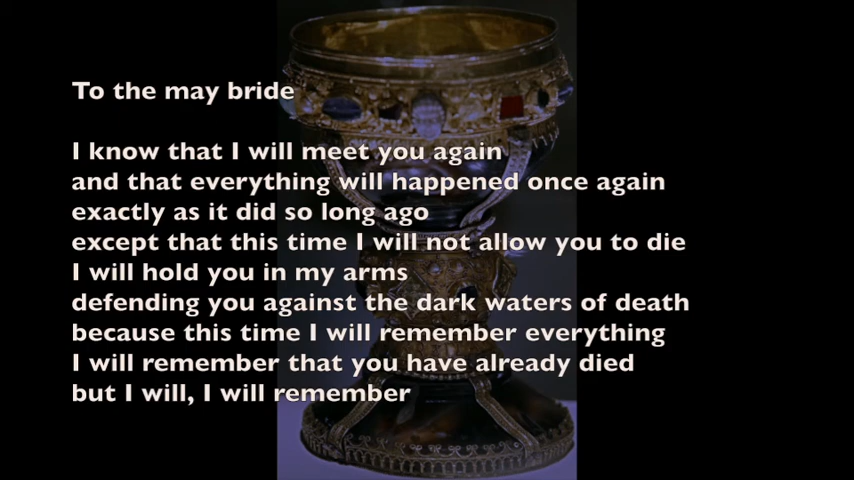 To the may bride
I know that I will meet you again
and that everything will happened once again
exactly as it did so long ago
except that this time I will not allow you to die
I will hold you in my arms
defending you against the dark waters of death
because this time I will remember everything
I will remember that you have already died
but I will, I will remember